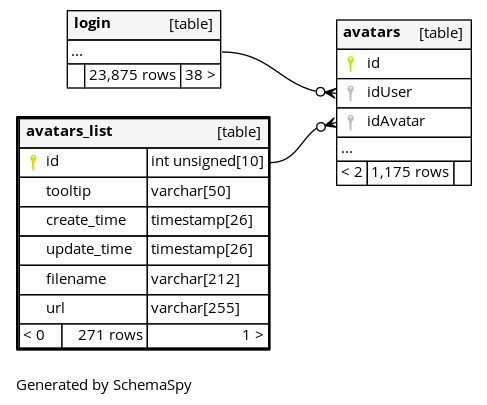 login [table]
...
23,875 rows 38 >
avatars [table]
id
idUser
idAvatar
...
< 2 1,175 rows
avatars_list [table]
id int unsigned[10]
tooltip varchar[50]
create_time timestamp[26]
update_time timestamp[26]
filename varchar[212]
url varchar[255]
< 0 271 rows 1 >
Generated by SchemaSpy